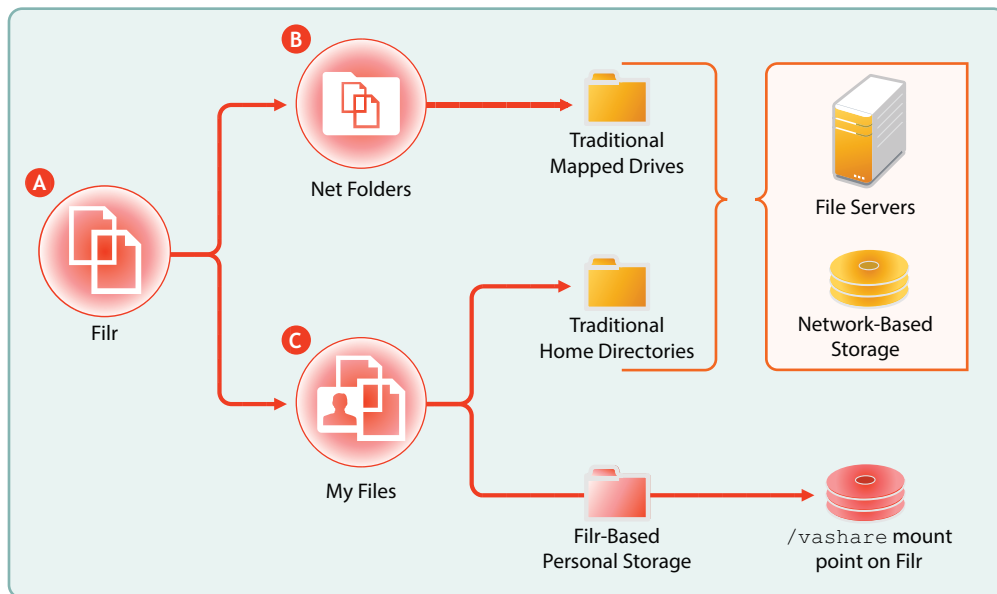 B
Net Folders
Traditional
Mapped Drives
File Servers
A
Filr
Traditional
Home Directories
Network-Based
Storage
C
My Files
Filr-Based
Personal Storage
/vashare mount
point on Filr